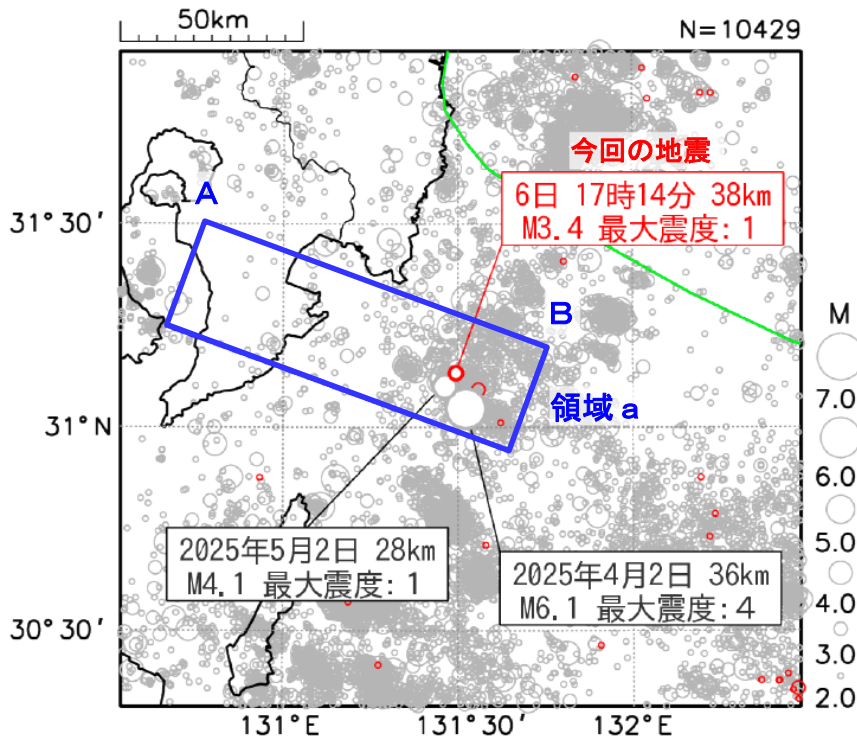 50km
N=10429
今回の地震
6日 17時14分 38km
M3.4 最大震度:1
A
31°30′
B
M
領域a
7.0
31°N
6.0
2025年5月2日 28km
M4.1 最大震度:1
5.0
2025年4月2日 36km
M6.1 最大震度:4
4.0
30°30′
3.0
2.0
131°E
131°30′
132°E